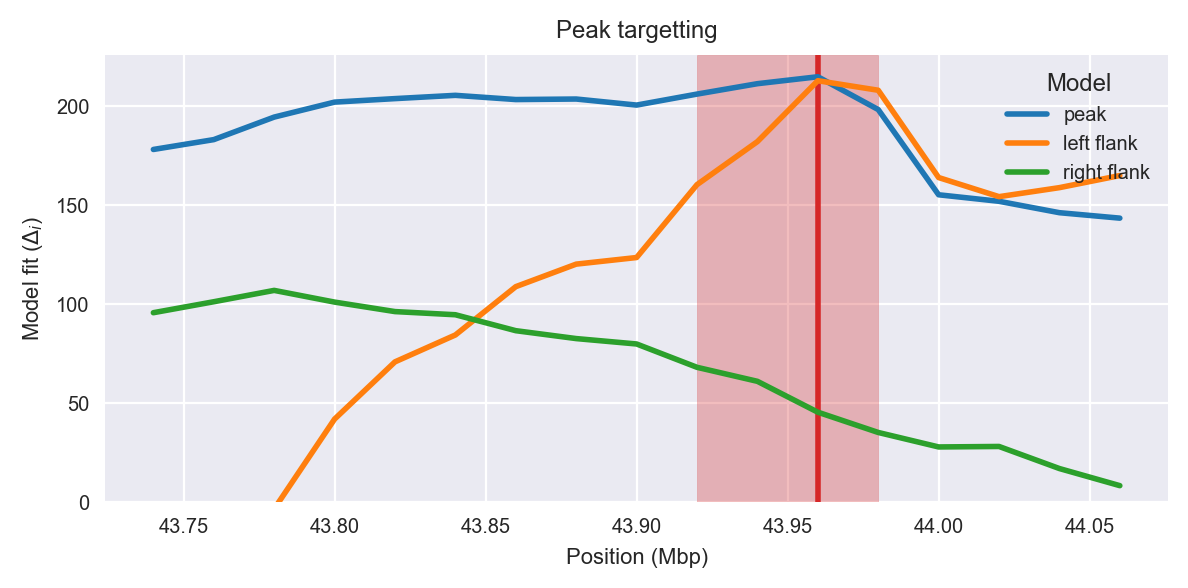 Peak targetting
Model
peak
left flank
right flank
Model fit (Δi)
200
150
100
50
0
43.75 43.80 43.85 43.90 43.95 44.00 44.05
Position (Mbp)